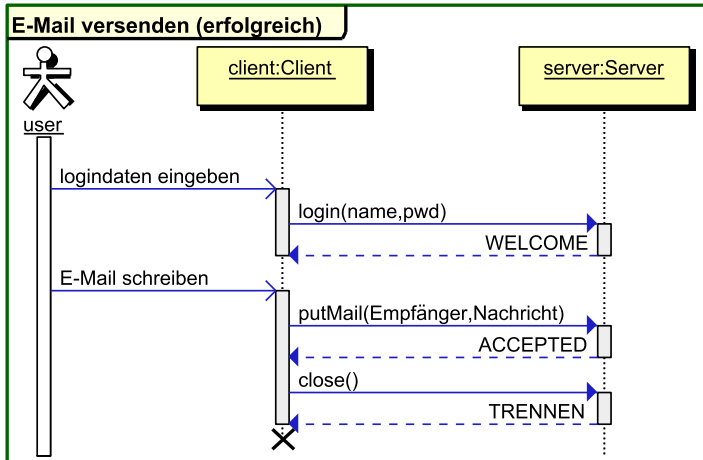 E-Mail versenden (erfolgreich)
client:Client
server:Server
user
logindaten eingeben
login(name,pwd)
WELCOME
E-Mail schreiben
putMail(Empfänger,Nachricht)
ACCEPTED
close()
TRENNEN